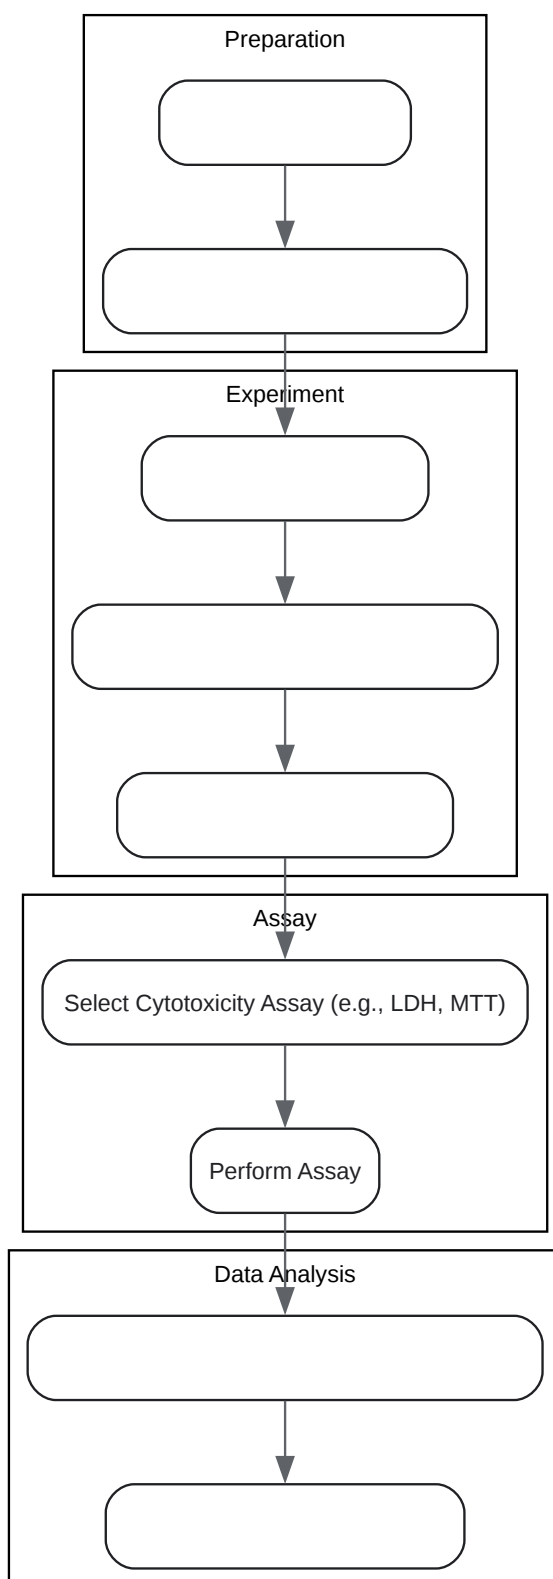 Preparation
Experiment
Assay
Select Cytotoxicity Assay (e.g., LDH, MTT)
Perform Assay
Data Analysis